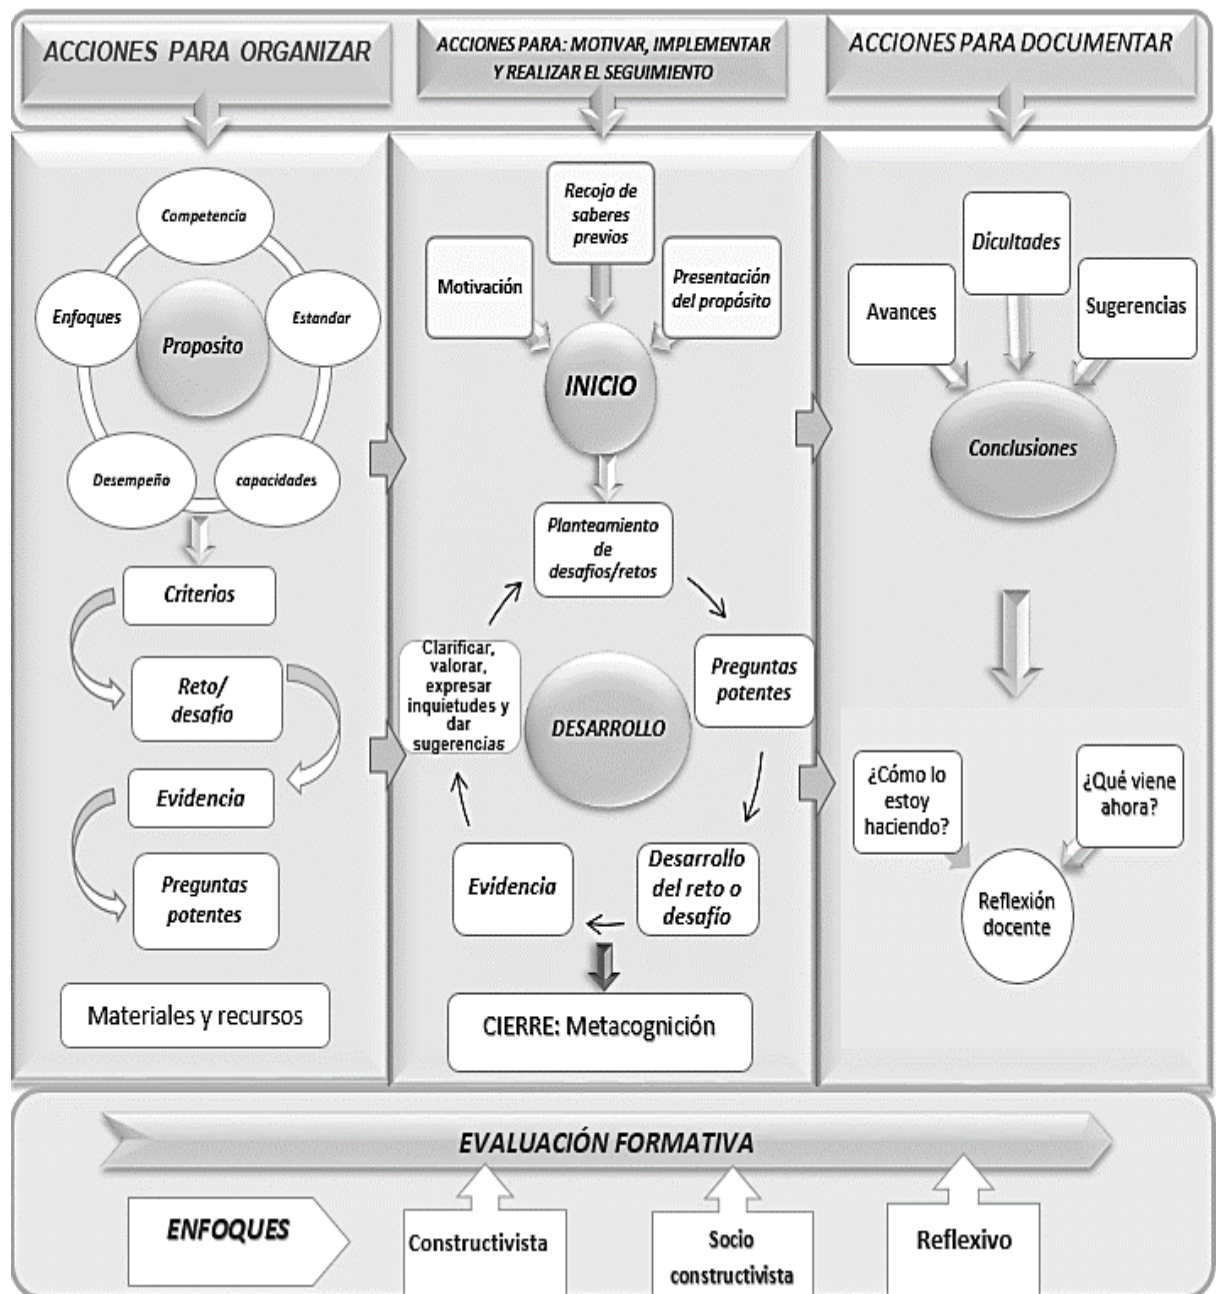 ACCIONES PARA ORGANIZAR
ACCIONES PARA: MOTIVAR, IMPLEMENTAR
Y REALIZAR EL SEGUIMIENTO
ACCIONES PARA DOCUMENTAR
Competencia
Enfoques
Proposito
Estandar
Desempeño
capacidades
Criterios
Reto/
desafío
Evidencia
Preguntas
potentes
Materiales y recursos
Recojo de
saberes
previos
Motivación
Presentación
del propósito
INICIO
Planteamiento
de
desafíos/retos
Clarificar,
valorar,
expresar
inquietudes y
dar
sugerencias
DESARROLLO
Preguntas
potentes
Evidencia
Desarrollo
del reto o
desafío
CIERRE: Metacognición
Dicultades
Avances
Sugerencias
Conclusiones
¿Cómo lo
estoy
haciendo?
¿Qué viene
ahora?
Reflexión
docente
EVALUACIÓN FORMATIVA
ENFOQUES
Constructivista
Socio
constructivista
Reflexivo